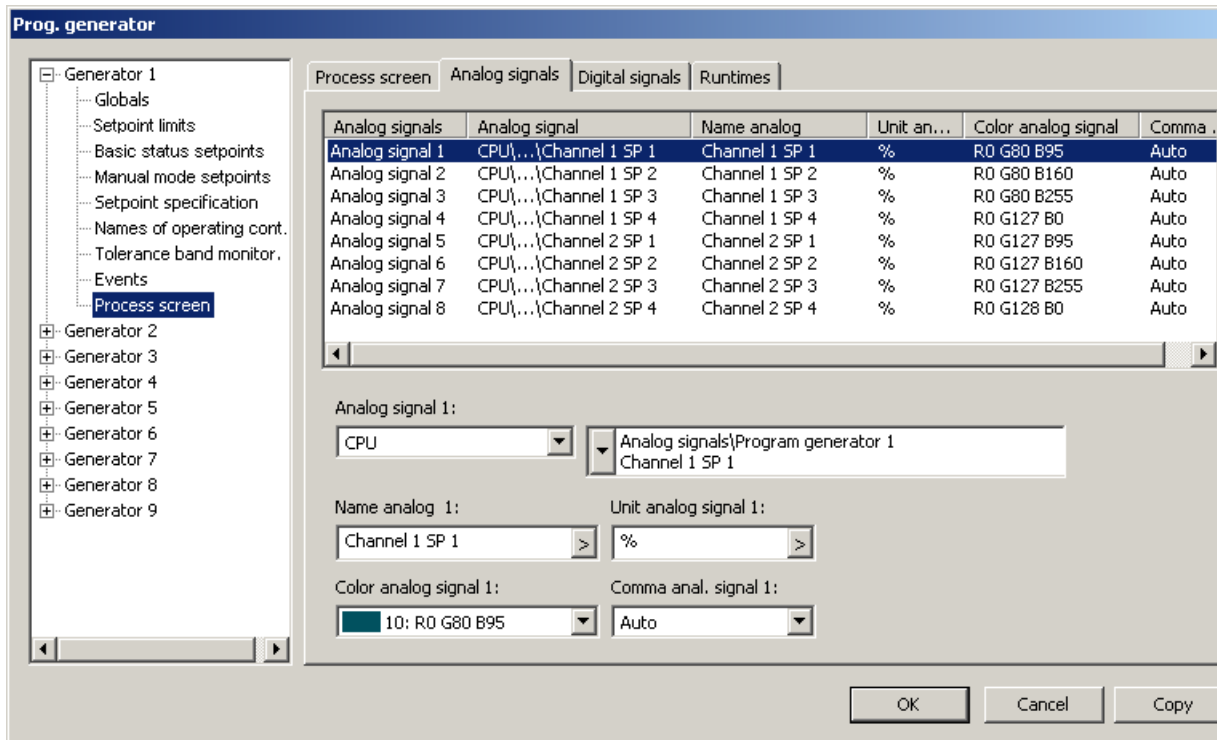 Prog. generator
Generator 1
Globals
Setpoint limits
Basic status setpoints
Manual mode setpoints
Setpoint specification
Names of operating cont.
Tolerance band monitor.
Events
Process screen
Generator 2
Generator 3
Generator 4
Generator 5
Generator 6
Generator 7
Generator 8
Generator 9
Process screen Analog signals Digital signals Runtimes
Analog signals Analog signal Name analog Unit an... Color analog signal Comma .
Analog signal 1 CPU\...\Channel 1 SP 1 Channel 1 SP 1 % R0 G80 B95 Auto
Analog signal 2 CPU\...\Channel 1 SP 2 Channel 1 SP 2 % R0 G80 B160 Auto
Analog signal 3 CPU\...\Channel 1 SP 3 Channel 1 SP 3 % R0 G80 B255 Auto
Analog signal 4 CPU\...\Channel 1 SP 4 Channel 1 SP 4 % R0 G127 B0 Auto
Analog signal 5 CPU\...\Channel 2 SP 1 Channel 2 SP 1 % R0 G127 B95 Auto
Analog signal 6 CPU\...\Channel 2 SP 2 Channel 2 SP 2 % R0 G127 B160 Auto
Analog signal 7 CPU\...\Channel 2 SP 3 Channel 2 SP 3 % R0 G127 B255 Auto
Analog signal 8 CPU\...\Channel 2 SP 4 Channel 2 SP 4 % R0 G128 B0 Auto
Analog signal 1:
CPU
Analog signals\Program generator 1
Channel 1 SP 1
Name analog 1: Unit analog signal 1:
Channel 1 SP 1 > % >
Color analog signal 1: Comma anal. signal 1:
10: R0 G80 B95 Auto
OK Cancel Copy